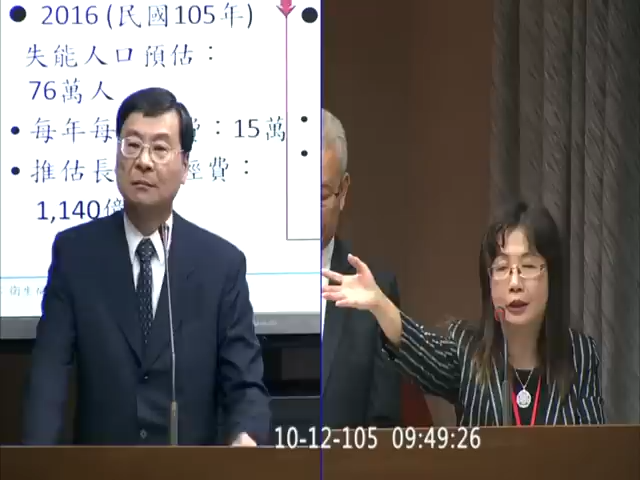 ● 2016 (民國105年)
失能人口預估：
76萬人
• 每年每 ：15萬
• 推估長 經費：
1,140億
衛生
10-12-105 09:49:26